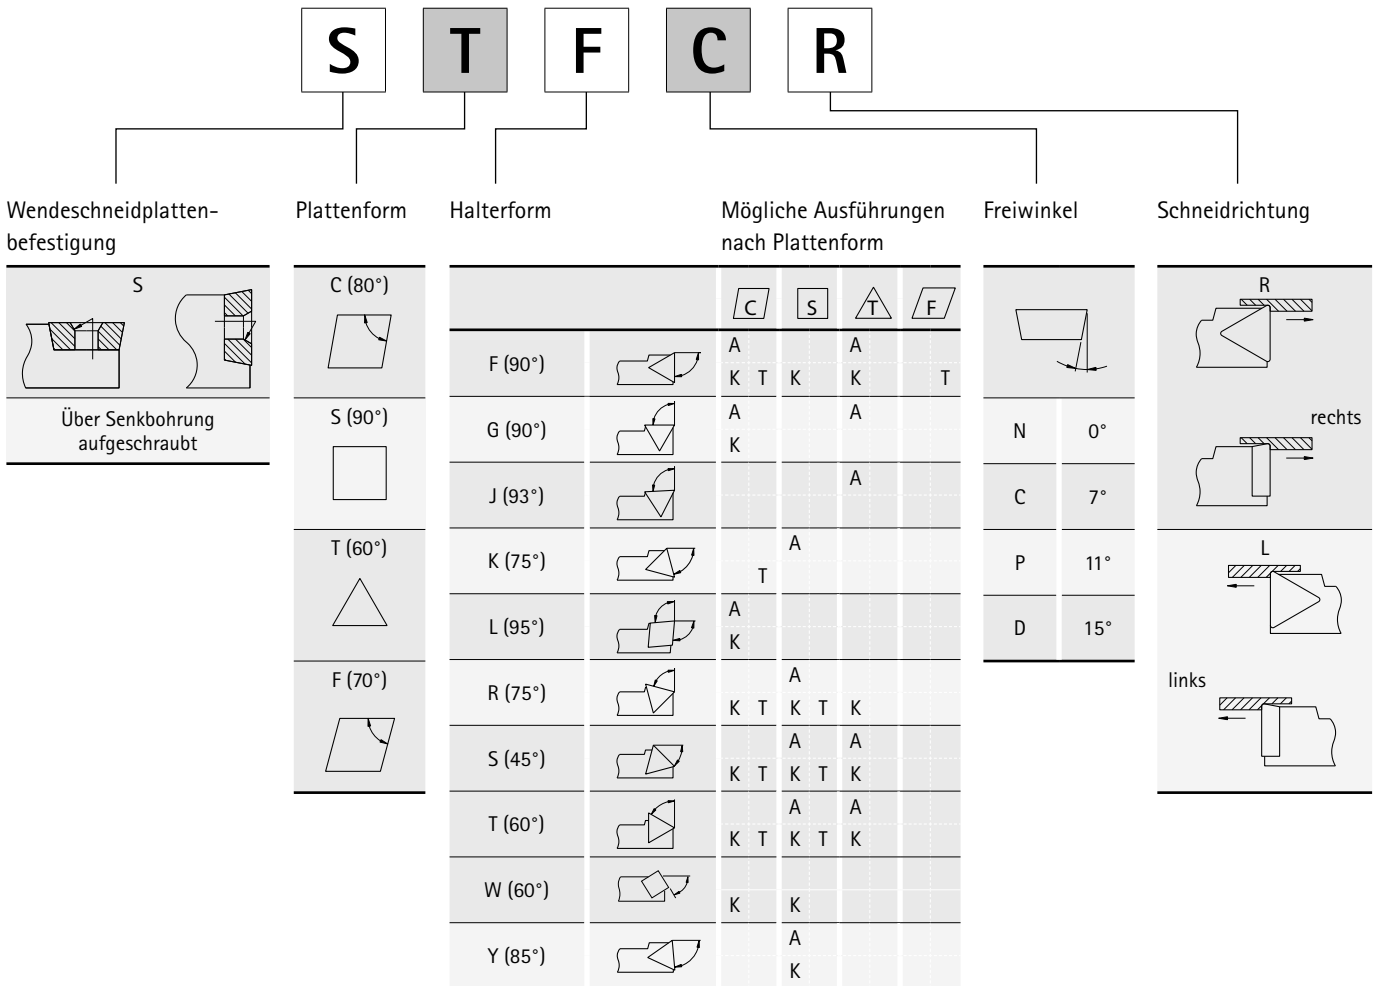 S T F C R
Wendeschneidplatten-
befestigung
S
Über Senkbohrung
aufgeschraubt
Plattenform
C (80°)
S (90°)
T (60°)
F (70°)
Halterform
Mögliche Ausführungen
nach Plattenform
C S T F
F (90°)
A A
K T K K T
G (90°)
A A
K
J (93°)
A
K (75°)
A
T
L (95°)
A
K
R (75°)
A
K T K T K
S (45°)
A A
K T K T K
T (60°)
A A
K T K T K
W (60°)
K K
Y (85°)
A
K
Freiwinkel
N 0°
C 7°
P 11°
D 15°
Schneidrichtung
R
rechts
L
links